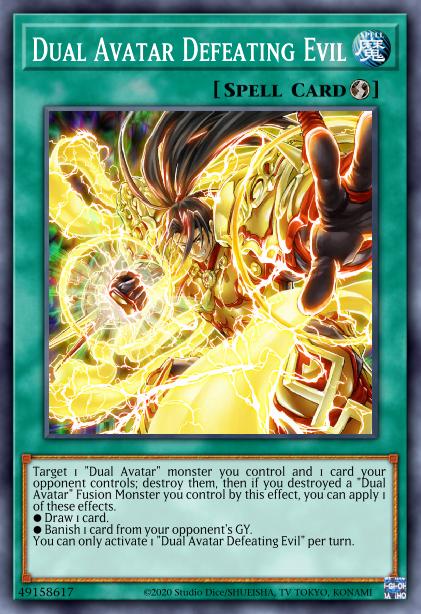 DUAL AVATAR DEFEATING EVIL
SPELL
魔
[SPELL CARD]
Target 1 "Dual Avatar" monster you control and 1 card your
opponent controls; destroy them, then if you destroyed a "Dual
Avatar" Fusion Monster you control by this effect, you can apply 1
of these effects.
● Draw 1 card.
● Banish 1 card from your opponent's GY.
You can only activate 1 "Dual Avatar Defeating Evil" per turn.
49158617
©2020 Studio Dice/SHUEISHA, TV TOKYO, KONAMI